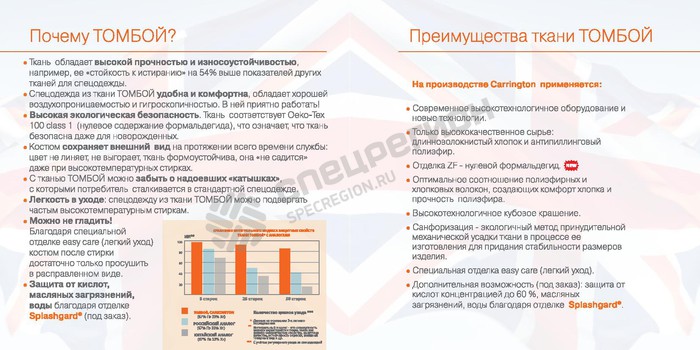 Почему ТОМБОЙ?
• Ткань обладает высокой прочностью и износоустойчивостью,
например, ее «стойкость к истиранию» на 54% выше показателей других
тканей для спецодежды.
• Спецодежда из ткани ТОМБОЙ удобна и комфортна, обладает хорошей
воздухопроницаемостью и гигроскопичностью. В ней приятно работать!
• Высокая экологическая безопасность. Ткань соответствует Oeko-Tex
100 class 1 (нулевое содержание формальдегида), что означает, что ткань
безопасна даже для новорожденных.
• Костюм сохраняет внешний вид на протяжении всего времени службы:
цвет не линяет, не выгорает, ткань формоустойчива, она «не садится»
даже при высокотемпературных стирках.
• С тканью ТОМБОЙ можно забыть о надоевших «катышках»,
с которыми потребитель сталкивается в стандартной спецодежде.
• Легкость в уходе: спецодежду из ткани ТОМБОЙ можно подвергать
частым высокотемпературным стиркам.
• Можно не гладить!
Благодаря специальной
отделке easy care (легкий уход)
костюм после стирки
достаточно только просушить
в расправленном виде.
• Защита от кислот,
масляных загрязнений,
воды благодаря отделке
Splashgard® (под заказ).
100
80
60
40
20
0
5 стирок
25 стирок
50 стирок
Преимущества ткани ТОМБОЙ
На производстве Carrington применяется:
• Современное высокотехнологичное оборудование и
новые технологии.
• Только высококачественное сырье:
длинноволокнистый хлопок и антипиллинговый
полиэфир.
• Отделка ZF - нулевой формальдегид. NEW
• Оптимальное соотношение полиэфирных и
хлопковых волокон, создающих комфорт хлопка и
прочность полиэфира.
• Высокотехнологичное кубовое крашение.
• Санфоризация - экологичный метод принудительной
механической усадки ткани в процессе ее
изготовления для придания стабильности размеров
изделия.
• Специальная отделка easy care (легкий уход).
• Дополнительная возможность (под заказ): защита от
кислот концентрацией до 60 %, масляных
загрязнений, воды благодаря отделке Splashgard®.
СПЕЦРЕГИОН
SPECREGION.RU